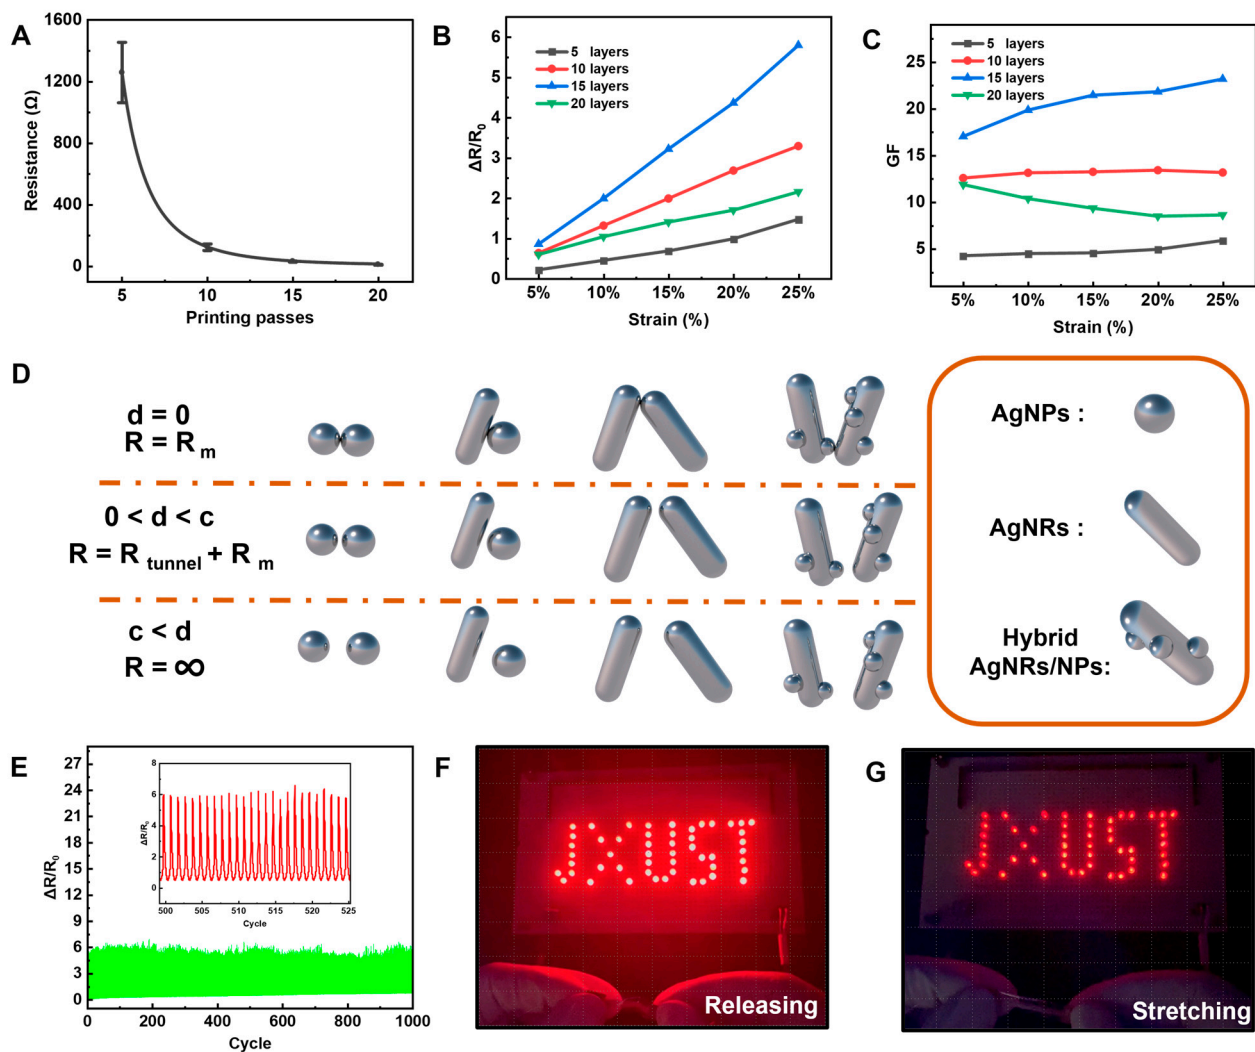 A
1600
1200
800
400
0
Resistance (Ω)
5 10 15 20
Printing passes
B
6
5
4
3
2
1
0
ΔR/R0
5 layers
10 layers
15 layers
20 layers
5% 10% 15% 20% 25%
Strain (%)
C
25
20
15
10
5
GF
5 layers
10 layers
15 layers
20 layers
5% 10% 15% 20% 25%
Strain (%)
D
d = 0
R = R m
0 < d < c
R = R tunnel + R m
c < d
R = ∞
AgNPs :
AgNRs :
Hybrid
AgNRs/NPs:
E
27
24
21
18
15
12
9
6
3
0
ΔR/R0
8
6
4
2
0
ΔR/R0
500 505 510 515 520 525
Cycle
0 200 400 600 800 1000
Cycle
F
JXUST
Releasing
G
JXUST
Stretching